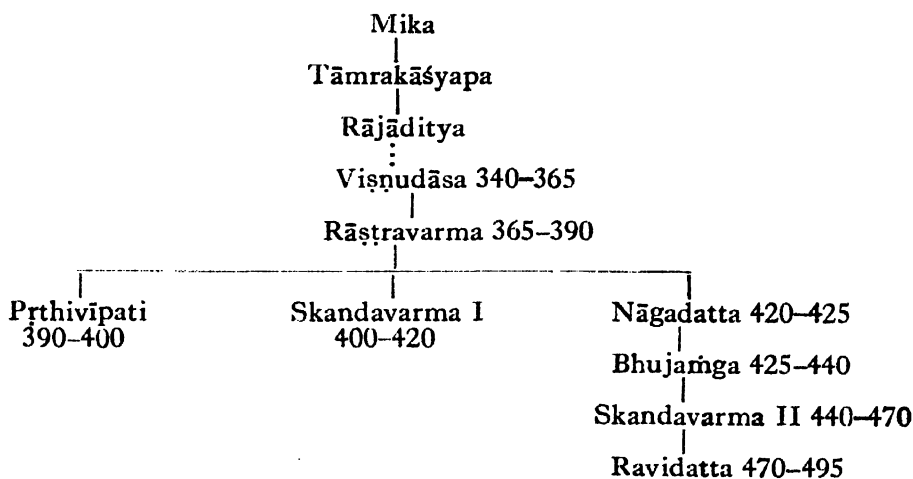 Mika
Tāmrakāśyapa
Rājāditya
Viṣṇudāsa 340–365
Rāṣṭravarma 365–390
Pṛthivīpati
390–400
Skandavarma I
400–420
Nāgadatta 420–425
Bhujaṁga 425–440
Skandavarma II 440–470
Ravidatta 470–495